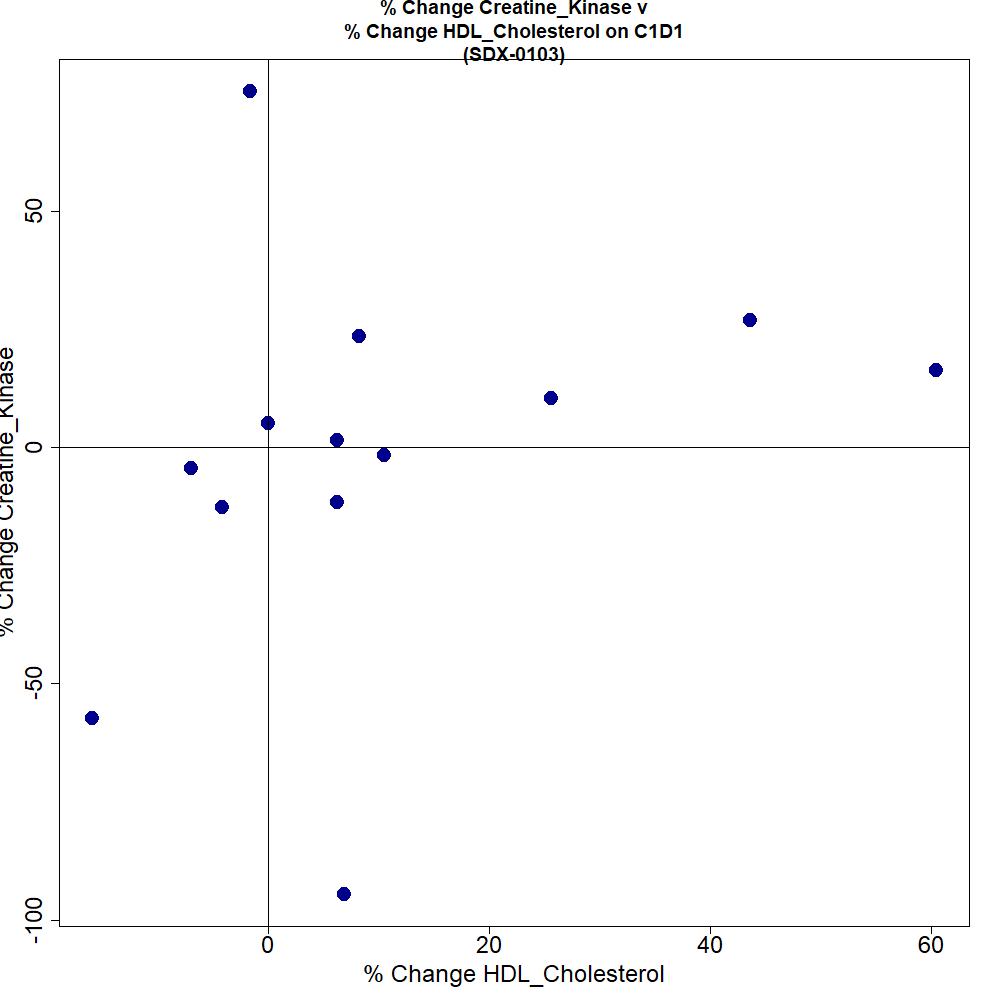 % Change Creatine_Kinase v
% Change HDL_Cholesterol on C1D1
(SDX-0103)
% Change Creatine_Kinase
50
0
-50
-100
0
20
40
60
% Change HDL_Cholesterol